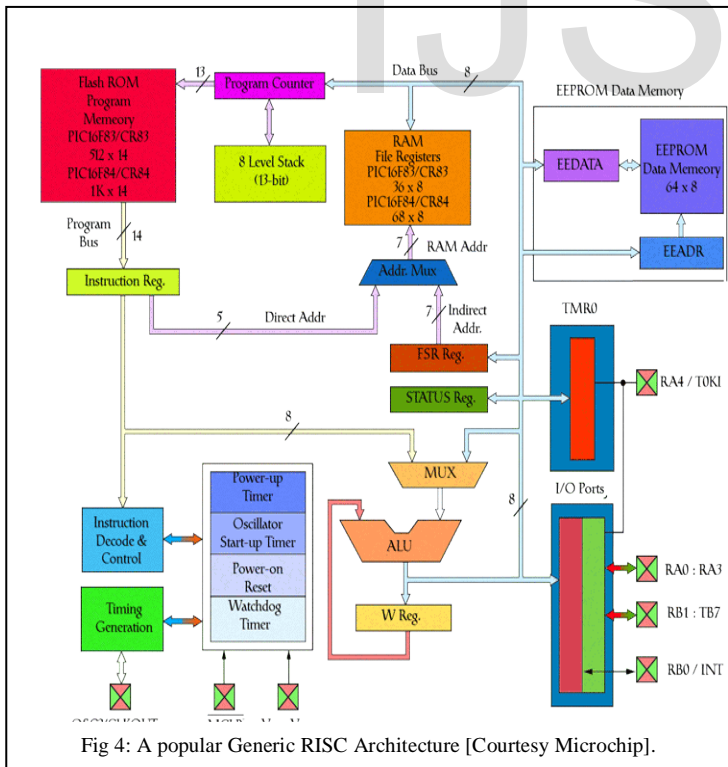 IJS
13
Data Bus
8
Flash ROM
Program
Memeory
PIC16F83/CR83
512 x 14
PIC16F84/CR84
1K x 14
Program Counter
8 Level Stack
(13-bit)
RAM
File Registers
PIC16F83/CR83
36 x 8
PIC16F84/CR84
68 x 8
EEPROM Data Memory
EEDATA
EEPROM
Data Memeory
64 x 8
EEADR
Program
Bus
14
7
RAM Addr
Addr. Mux
Instruction Reg.
5
Direct Addr
7
Indirect
Addr.
FSR Reg.
STATUS Reg.
TMR0
RA4 / T0KI
8
MUX
8
I/O Ports
Power-up
Timer
Oscillator
Start-up Timer
Power-on
Reset
Watchdog
Timer
Instruction
Decode &
Control
Timing
Generation
ALU
W Reg.
RA0 : RA3
RB1 : TB7
RB0 / INT
Fig 4: A popular Generic RISC Architecture [Courtesy Microchip].